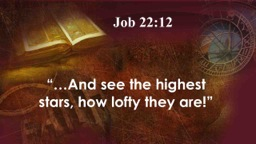 Job 22:12
“…And see the highest
stars, how lofty they are!”